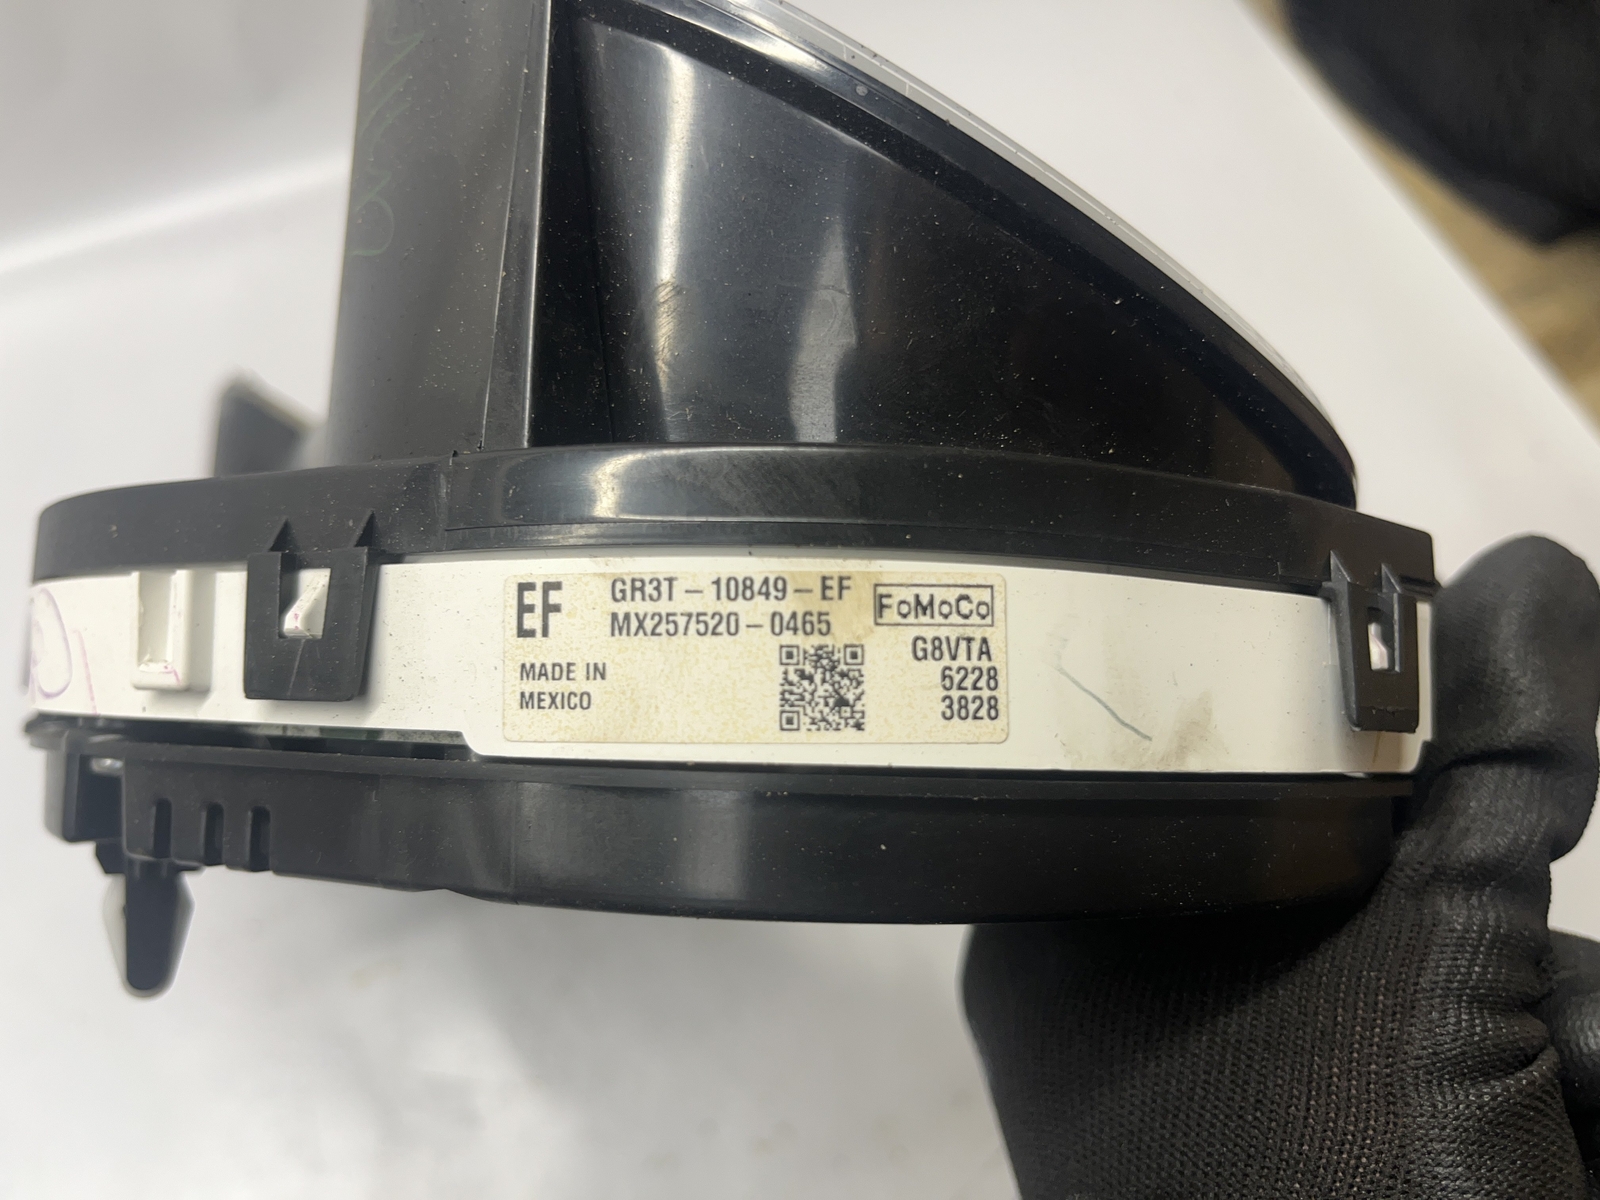 EF
GR3T-10849-EF
MX257520-0465
FoMoCo
G8VTA
6228
3828
MADE IN
MEXICO